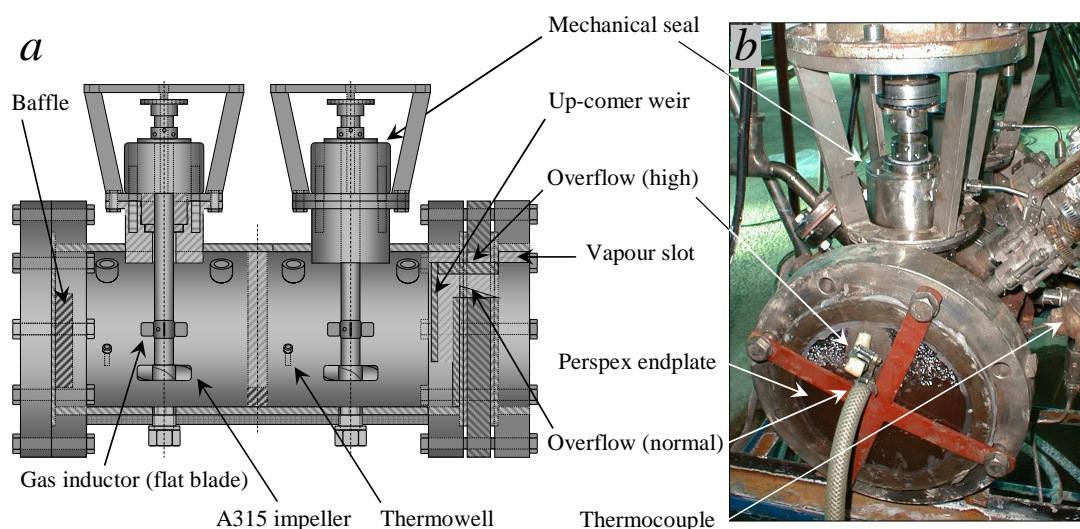 a
b
Mechanical seal
Baffle
Up-comer weir
Overflow (high)
Vapour slot
Perspex endplate
Overflow (normal)
Gas inductor (flat blade)
A315 impeller
Thermowell
Thermocouple